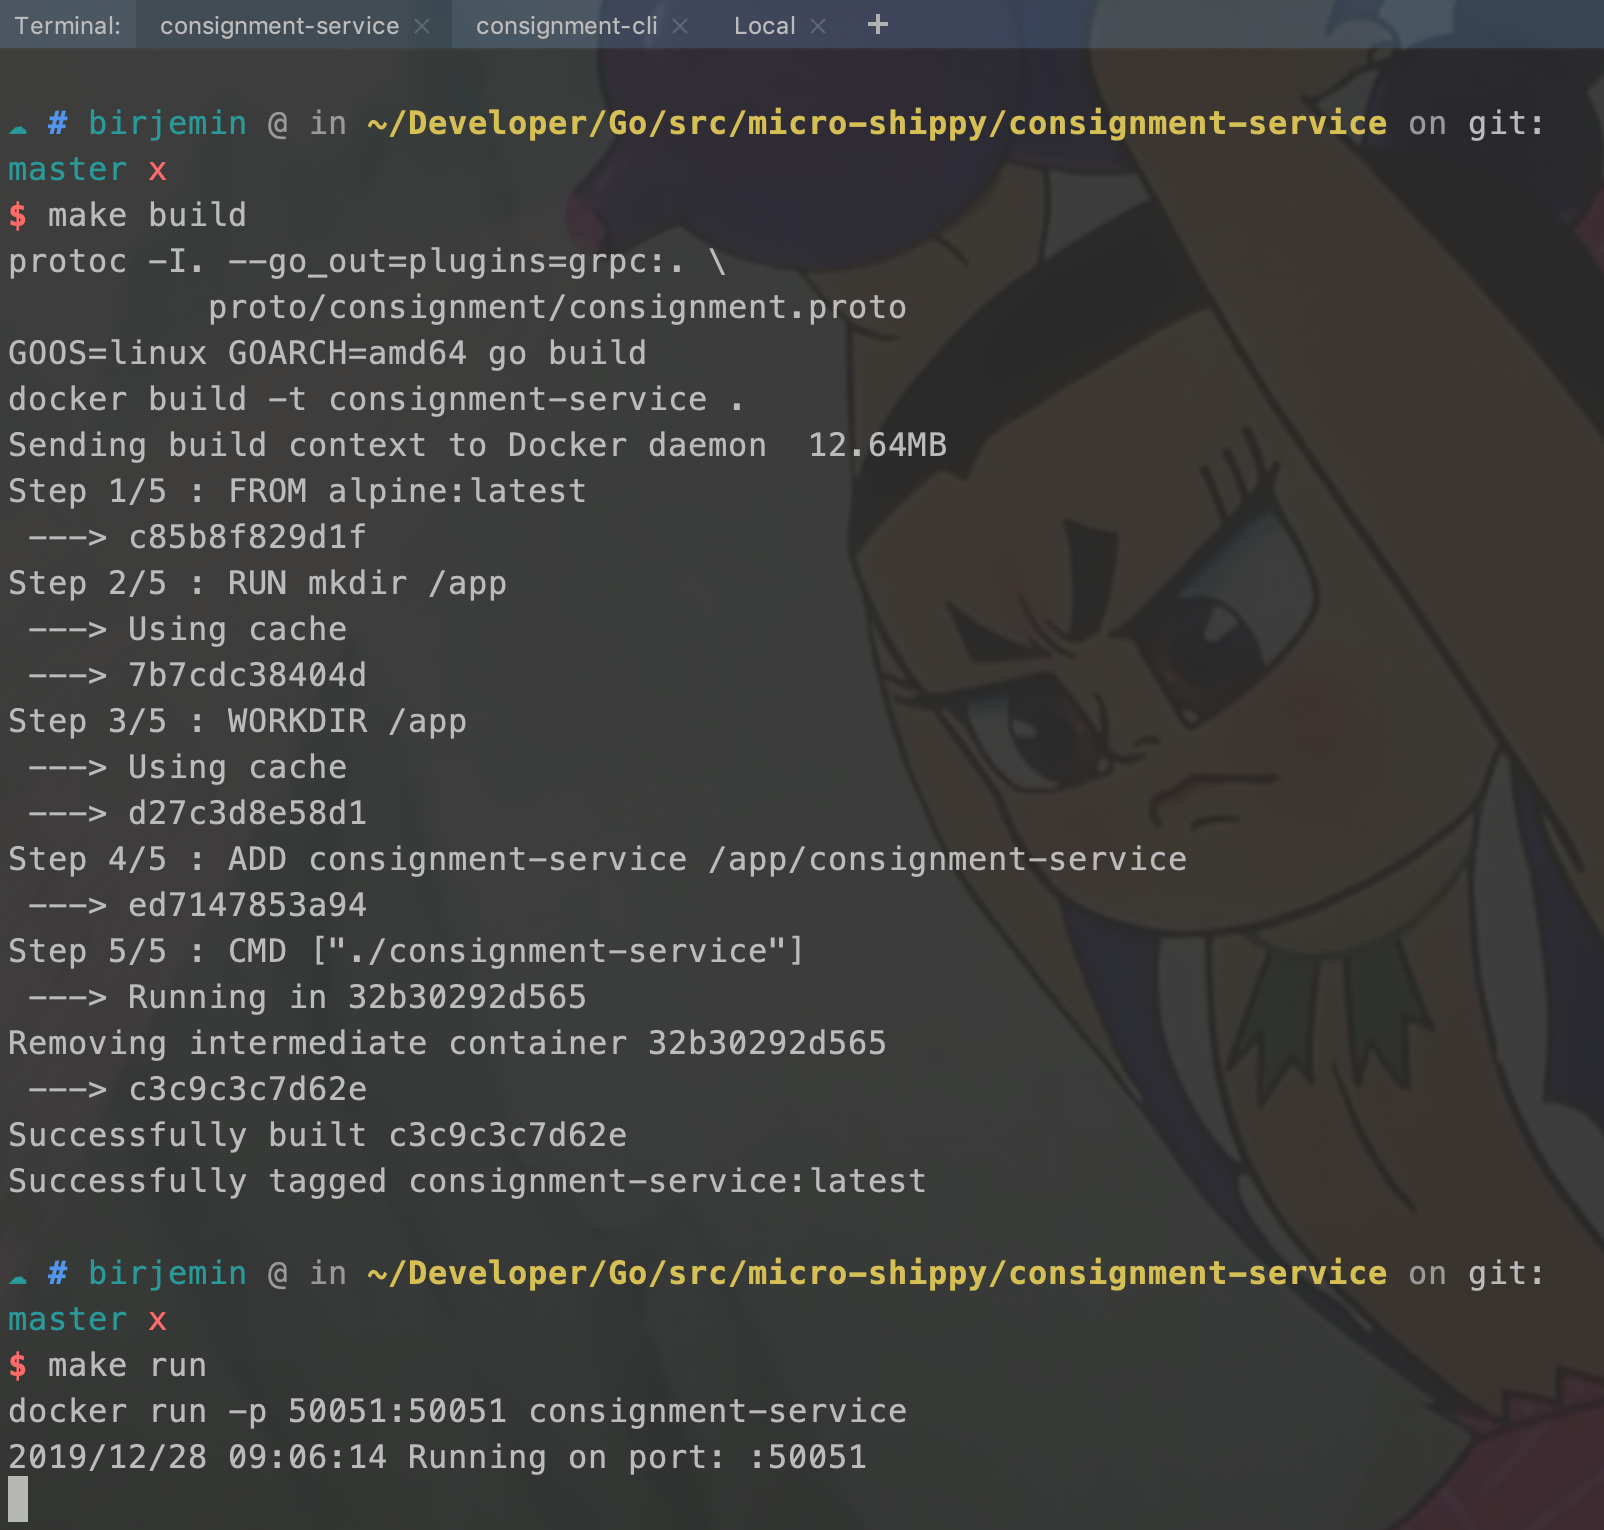 Terminal: consignment-service × consignment-cli × Local × +
☁ # birjemin @ in ~/Developer/Go/src/micro-shippy/consignment-service on git:
master x
$ make build
protoc -I. --go_out=plugins=grpc:. \
proto/consignment/consignment.proto
GOOS=linux GOARCH=amd64 go build
docker build -t consignment-service .
Sending build context to Docker daemon  12.64MB
Step 1/5 : FROM alpine:latest
---> c85b8f829d1f
Step 2/5 : RUN mkdir /app
---> Using cache
---> 7b7cdc38404d
Step 3/5 : WORKDIR /app
---> Using cache
---> d27c3d8e58d1
Step 4/5 : ADD consignment-service /app/consignment-service
---> ed7147853a94
Step 5/5 : CMD ["./consignment-service"]
---> Running in 32b30292d565
Removing intermediate container 32b30292d565
---> c3c9c3c7d62e
Successfully built c3c9c3c7d62e
Successfully tagged consignment-service:latest
☁ # birjemin @ in ~/Developer/Go/src/micro-shippy/consignment-service on git:
master x
$ make run
docker run -p 50051:50051 consignment-service
2019/12/28 09:06:14 Running on port: :50051